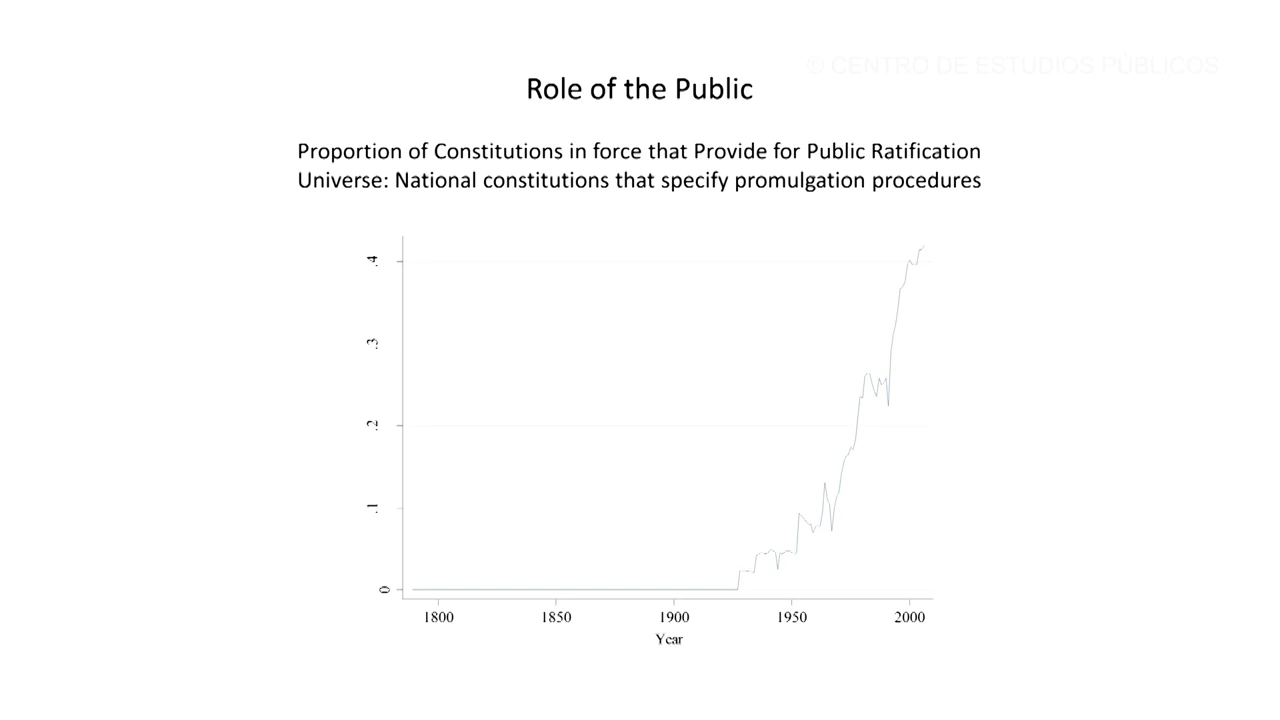 © CENTRO DE ESTUDIOS PÚBLICOS
Role of the Public
Proportion of Constitutions in force that Provide for Public Ratification
Universe: National constitutions that specify promulgation procedures
.4
.3
.2
.1
0
1800 1850 1900 1950 2000
Year